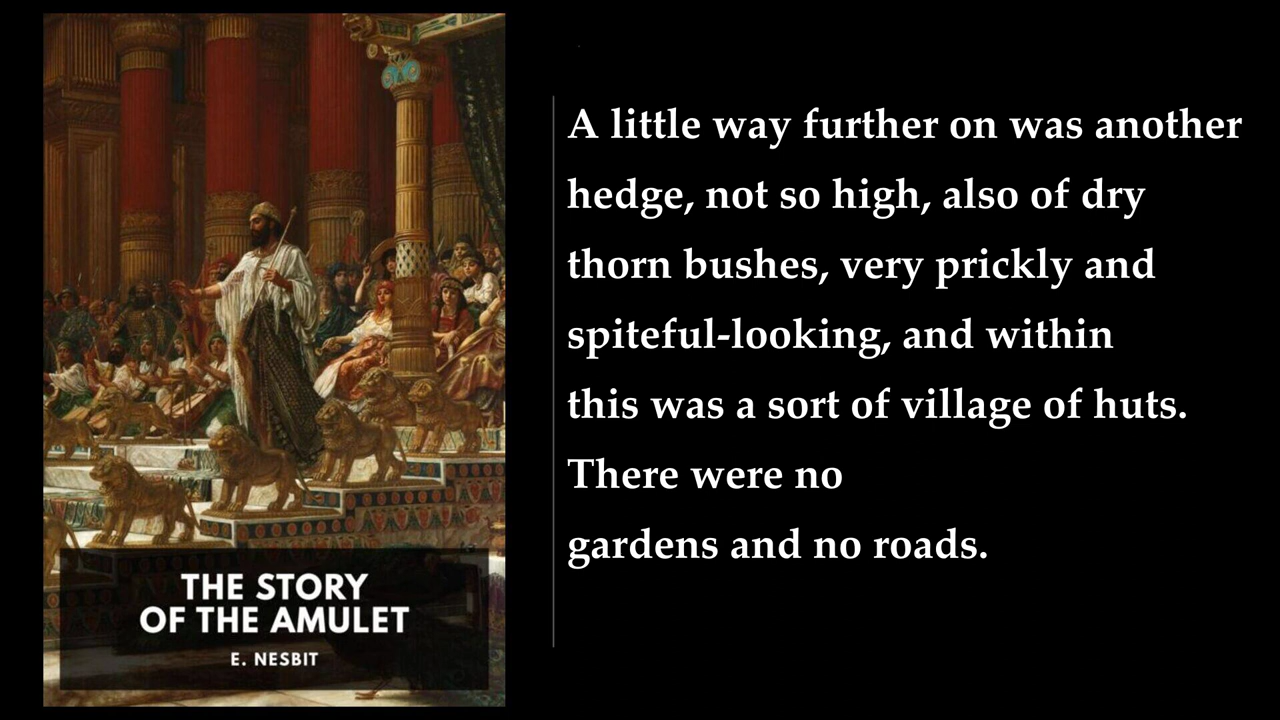 THE STORY
OF THE AMULET
E. NESBIT
A little way further on was another
hedge, not so high, also of dry
thorn bushes, very prickly and
spiteful-looking, and within
this was a sort of village of huts.
There were no
gardens and no roads.